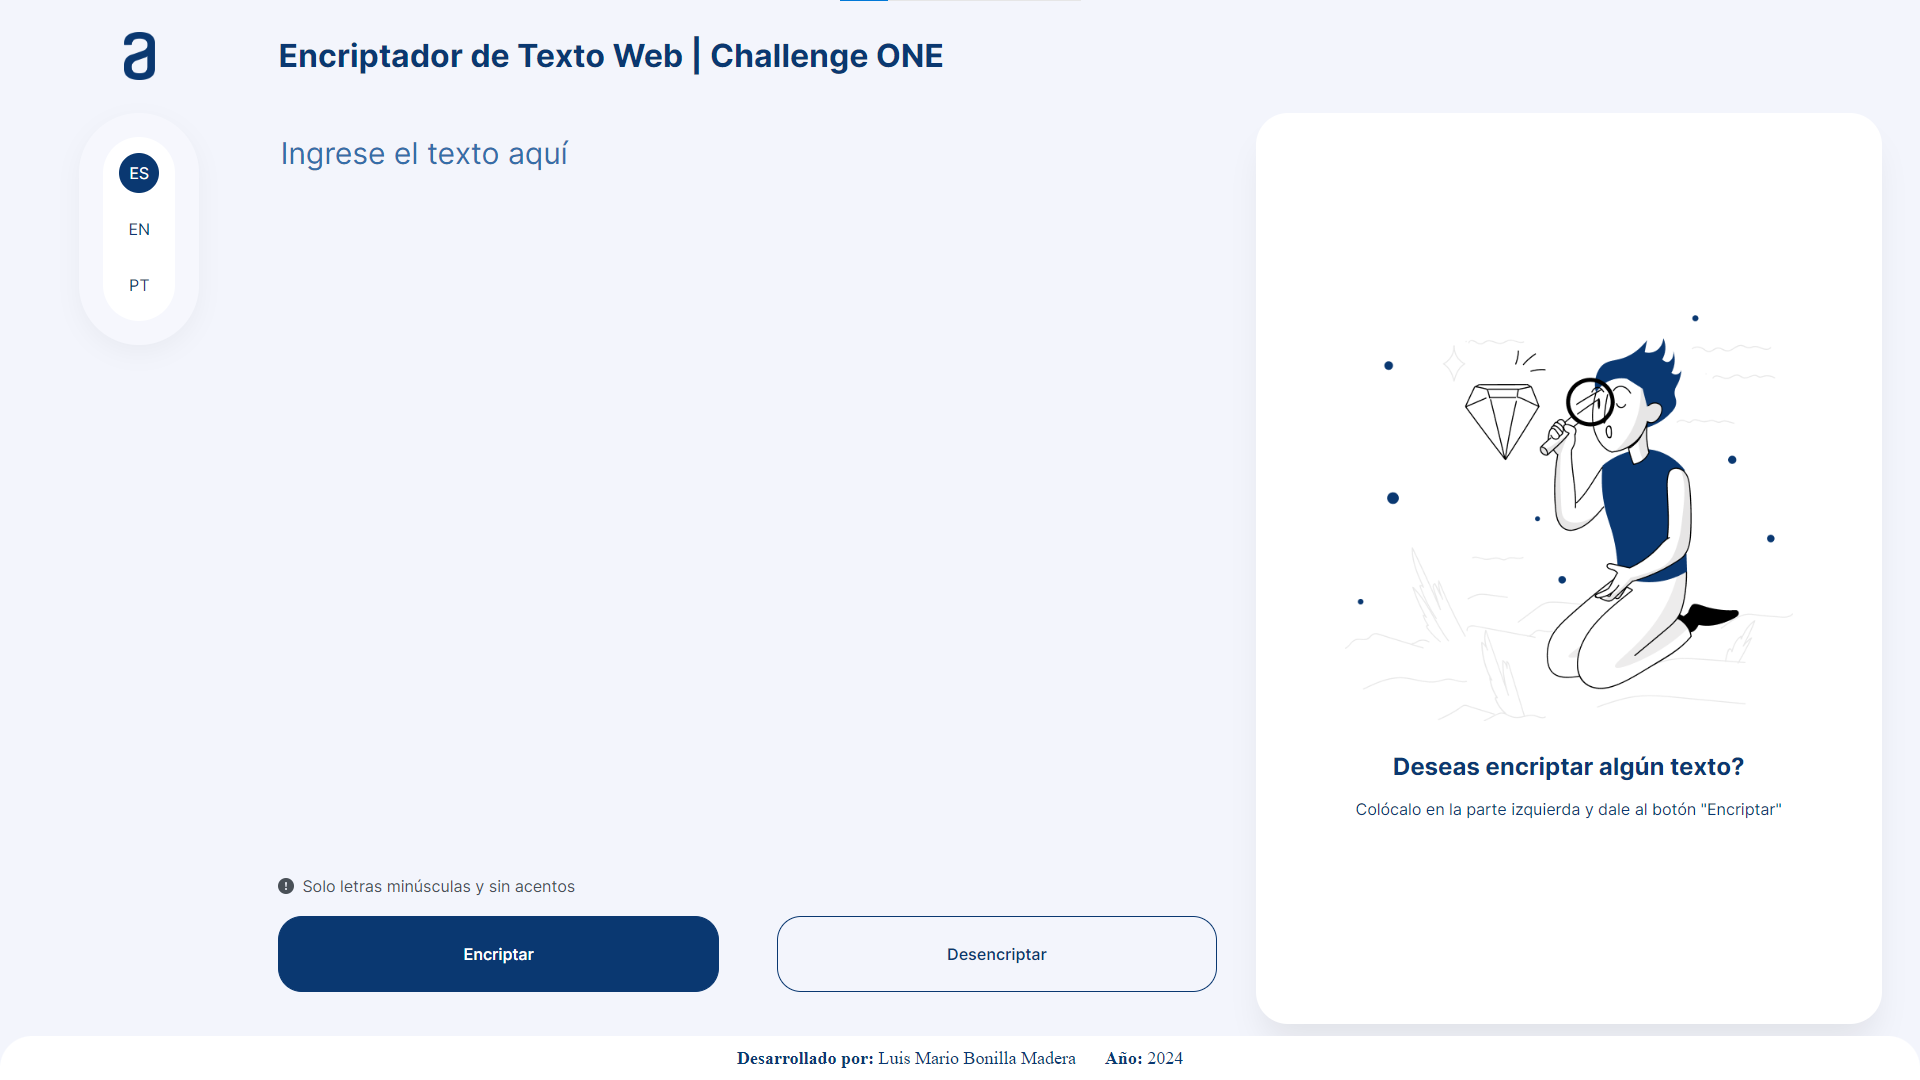 a
Encriptador de Texto Web | Challenge ONE
ES
EN
PT
Ingrese el texto aquí
Deseas encriptar algún texto?
Colócalo en la parte izquierda y dale al botón "Encriptar"
Solo letras minúsculas y sin acentos
Encriptar
Desencriptar
Desarrollado por: Luis Mario Bonilla Madera Año: 2024